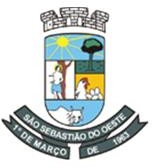 SÃO SEBASTIÃO DO OESTE
1º DE MARÇO DE 1963